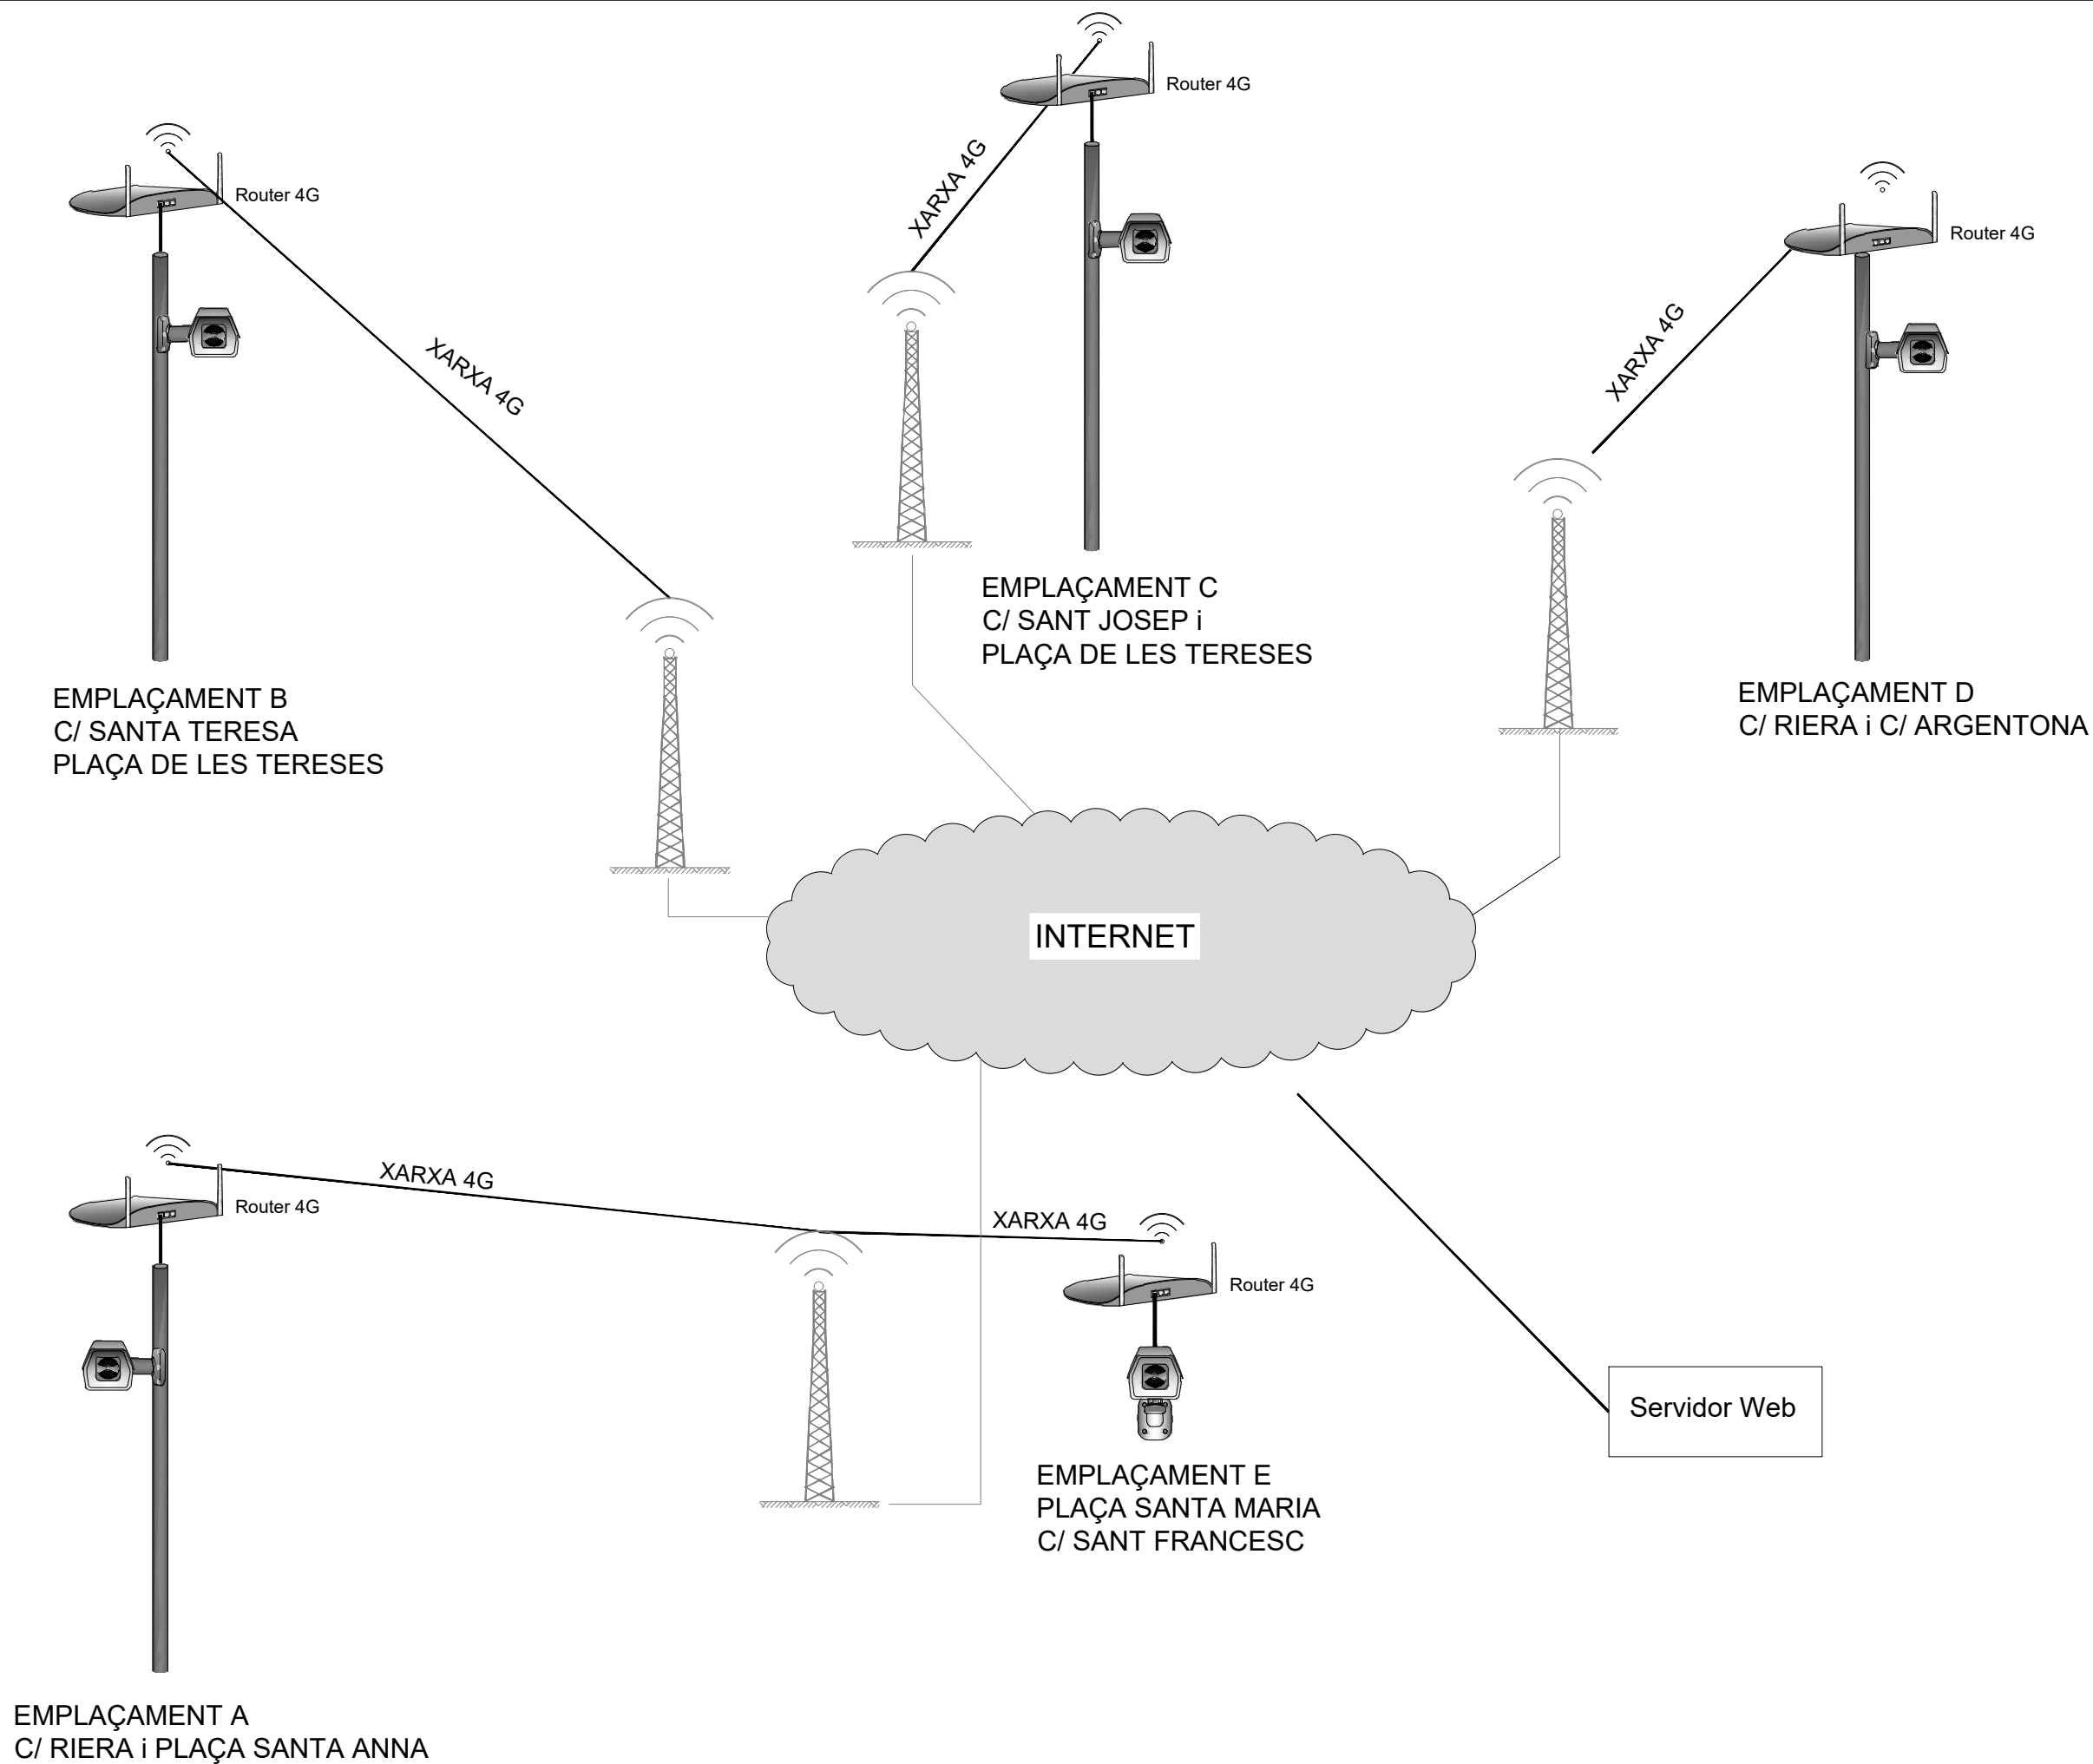 Router 4G
XARXA 4G
EMPLAÇAMENT C
C/ SANT JOSEP i
PLAÇA DE LES TERESES
Router 4G
XARXA 4G
EMPLAÇAMENT B
C/ SANTA TERESA
PLAÇA DE LES TERESES
Router 4G
XARXA 4G
EMPLAÇAMENT D
C/ RIERA i C/ ARGENTONA
INTERNET
XARXA 4G
Router 4G
XARXA 4G
Router 4G
EMPLAÇAMENT E
PLAÇA SANTA MARIA
C/ SANT FRANCESC
Servidor Web
EMPLAÇAMENT A
C/ RIERA i PLAÇA SANTA ANNA